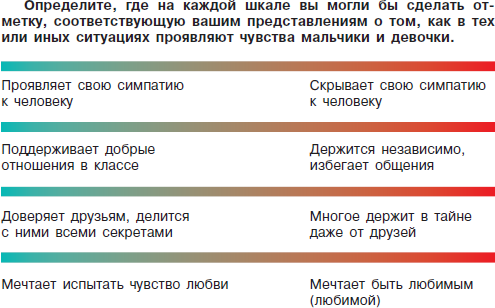 Определите, где на каждой шкале вы могли бы сделать от-
метку, соответствующую вашим представлениям о том, как в тех
или иных ситуациях проявляют чувства мальчики и девочки.
Проявляет свою симпатию
к человеку
Скрывает свою симпатию
к человеку
Поддерживает добрые
отношения в классе
Держится независимо,
избегает общения
Доверяет друзьям, делится
с ними всеми секретами
Многое держит в тайне
даже от друзей
Мечтает испытать чувство любви
Мечтает быть любимым
(любимой)